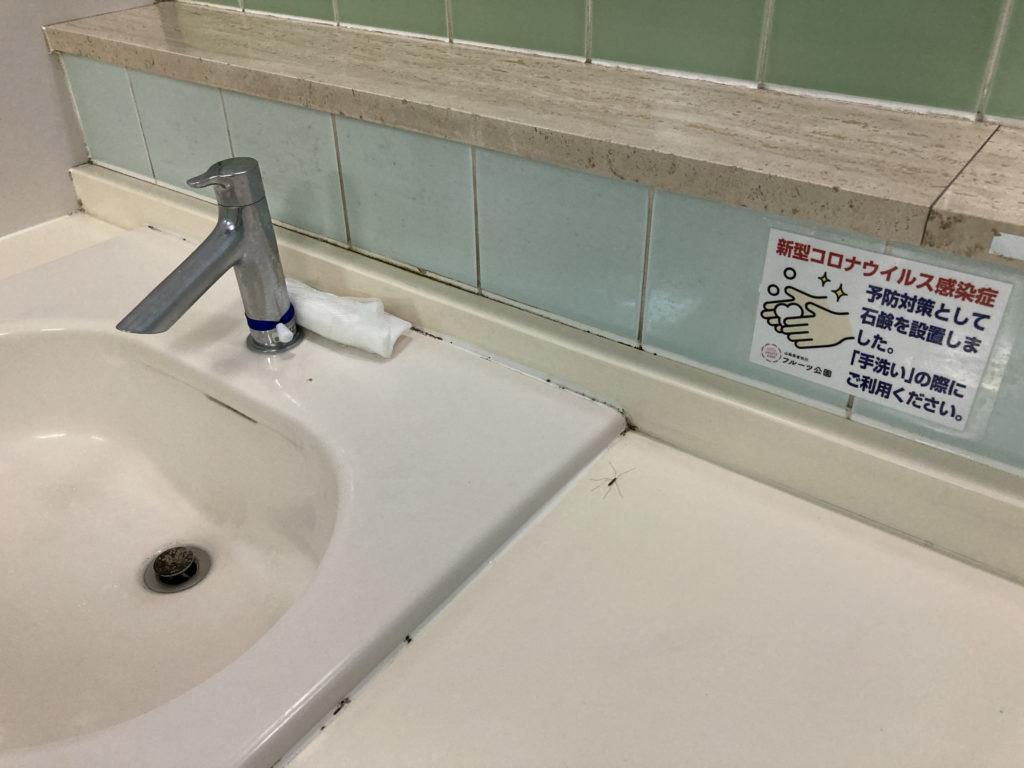 新型コロナウイルス感染症
予防対策として
石鹸を設置しま
した。
「手洗い」の際に
ご利用ください。
フルーツ公園